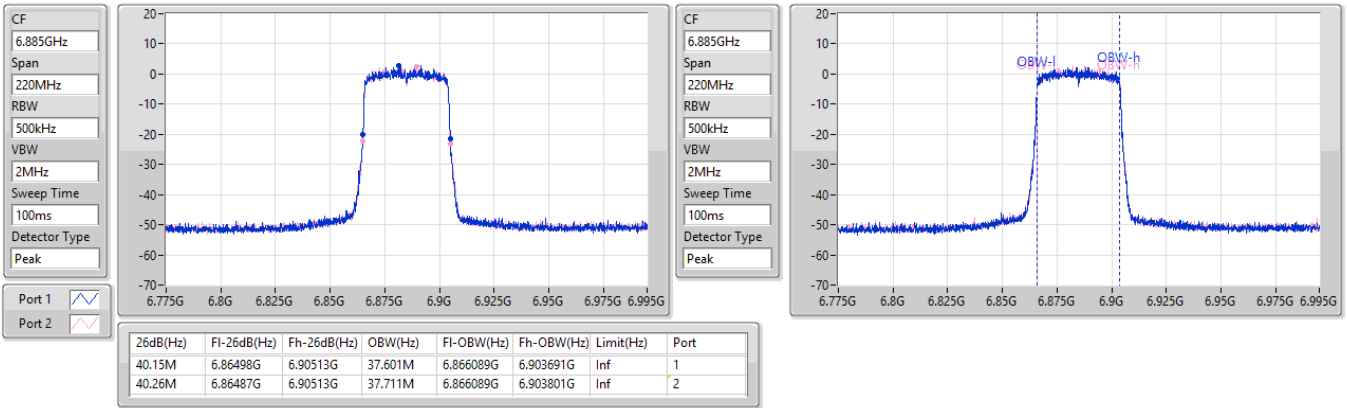 CF
6.885GHz
Span
220MHz
RBW
500kHz
VBW
2MHz
Sweep Time
100ms
Detector Type
Peak
Port 1
Port 2
20
10
0
-10
-20
-30
-40
-50
-60
-70
6.775G 6.8G 6.825G 6.85G 6.875G 6.9G 6.925G 6.95G 6.975G 6.995G
CF
6.885GHz
Span
220MHz
RBW
500kHz
VBW
2MHz
Sweep Time
100ms
Detector Type
Peak
20
10
0
-10
-20
-30
-40
-50
-60
-70
OBW-l OBW-h
OBW-l OBW-h
6.775G 6.8G 6.825G 6.85G 6.875G 6.9G 6.925G 6.95G 6.975G 6.995G
26dB(Hz) Fl-26dB(Hz) Fh-26dB(Hz) OBW(Hz) Fl-OBW(Hz) Fh-OBW(Hz) Limit(Hz) Port
40.15M 6.86498G 6.90513G 37.601M 6.866089G 6.903691G Inf 1
40.26M 6.86487G 6.90513G 37.711M 6.866089G 6.903801G Inf 2